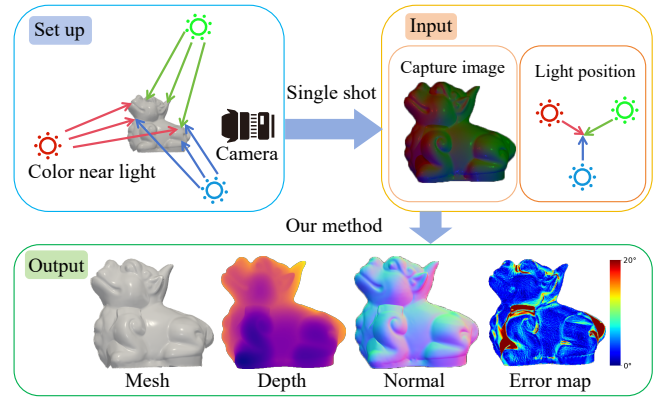 Set up
Color near light
Camera
Single shot
Input
Capture image
Light position
Our method
Output
20°
0°
Mesh
Depth
Normal
Error map